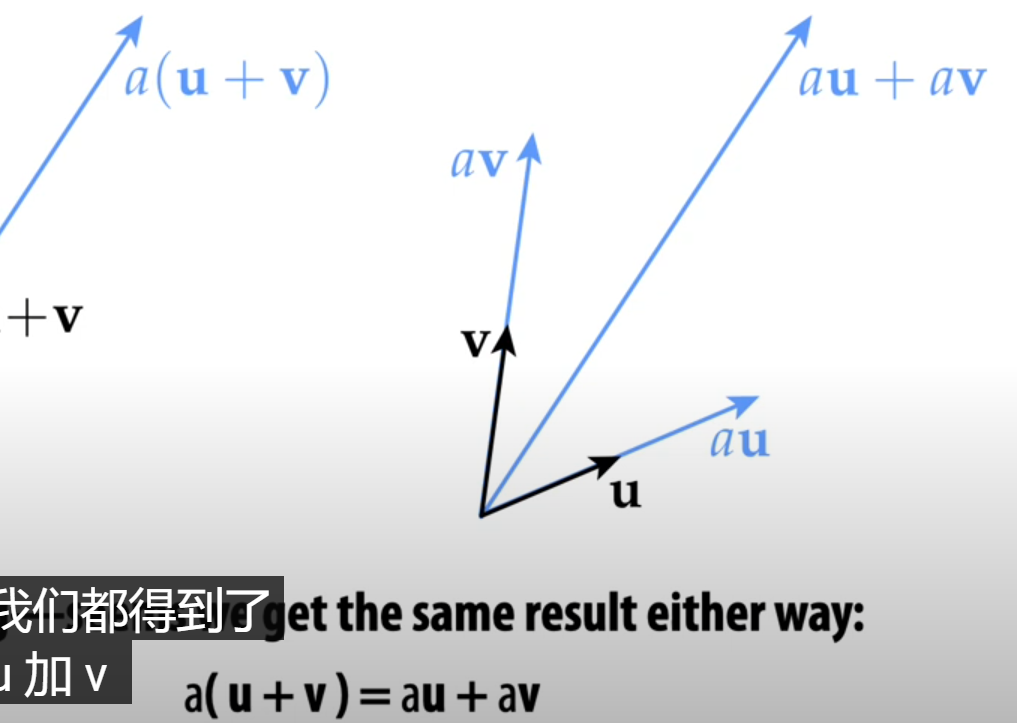 a(u + v)
au + av
av
+v
v
au
u
我们都得到了
get the same result either way:
u 加 v
a( u + v ) = au + av